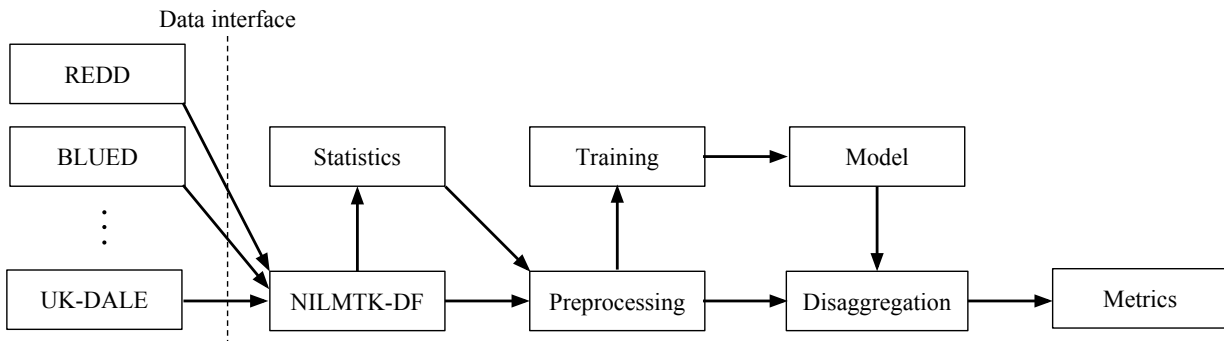 Data interface
REDD
BLUED
Statistics
Training
Model
UK-DALE
NILMTK-DF
Preprocessing
Disaggregation
Metrics